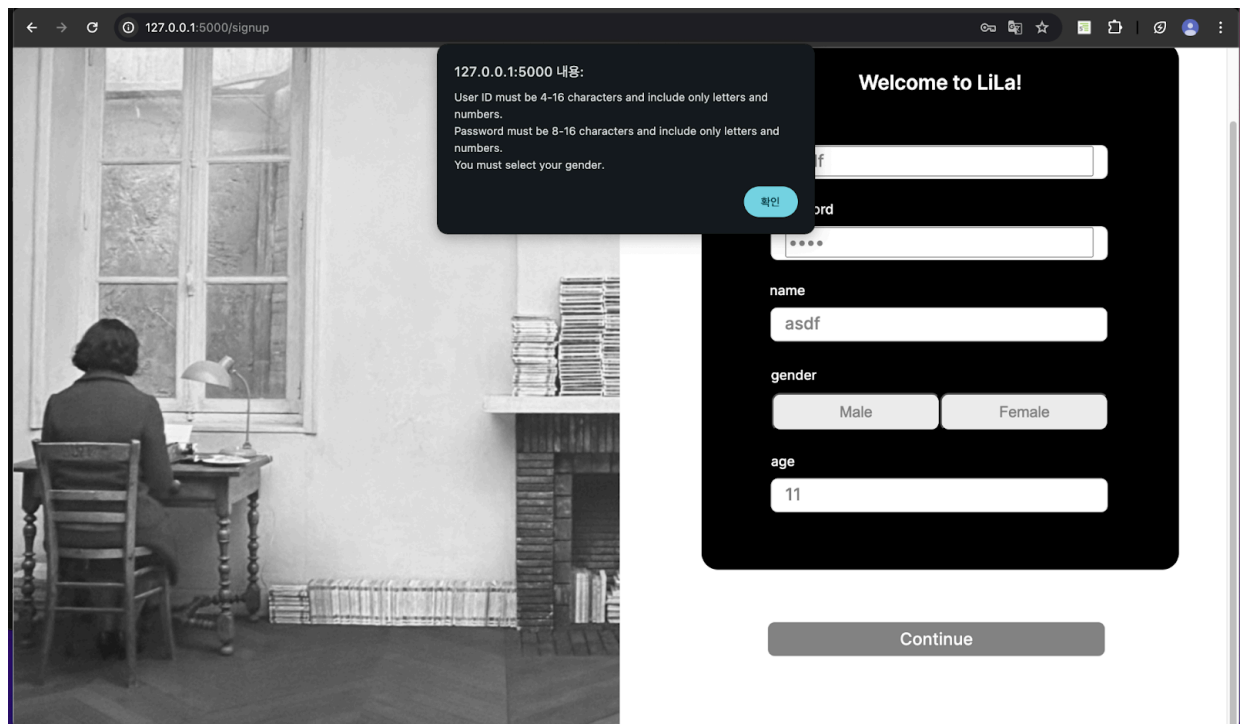 127.0.0.1:5000/signup
127.0.0.1:5000 내용:
User ID must be 4-16 characters and include only letters and
numbers.
Password must be 8-16 characters and include only letters and
numbers.
You must select your gender.
확인
Welcome to LiLa!
name
asdf
gender
Male Female
age
11
Continue